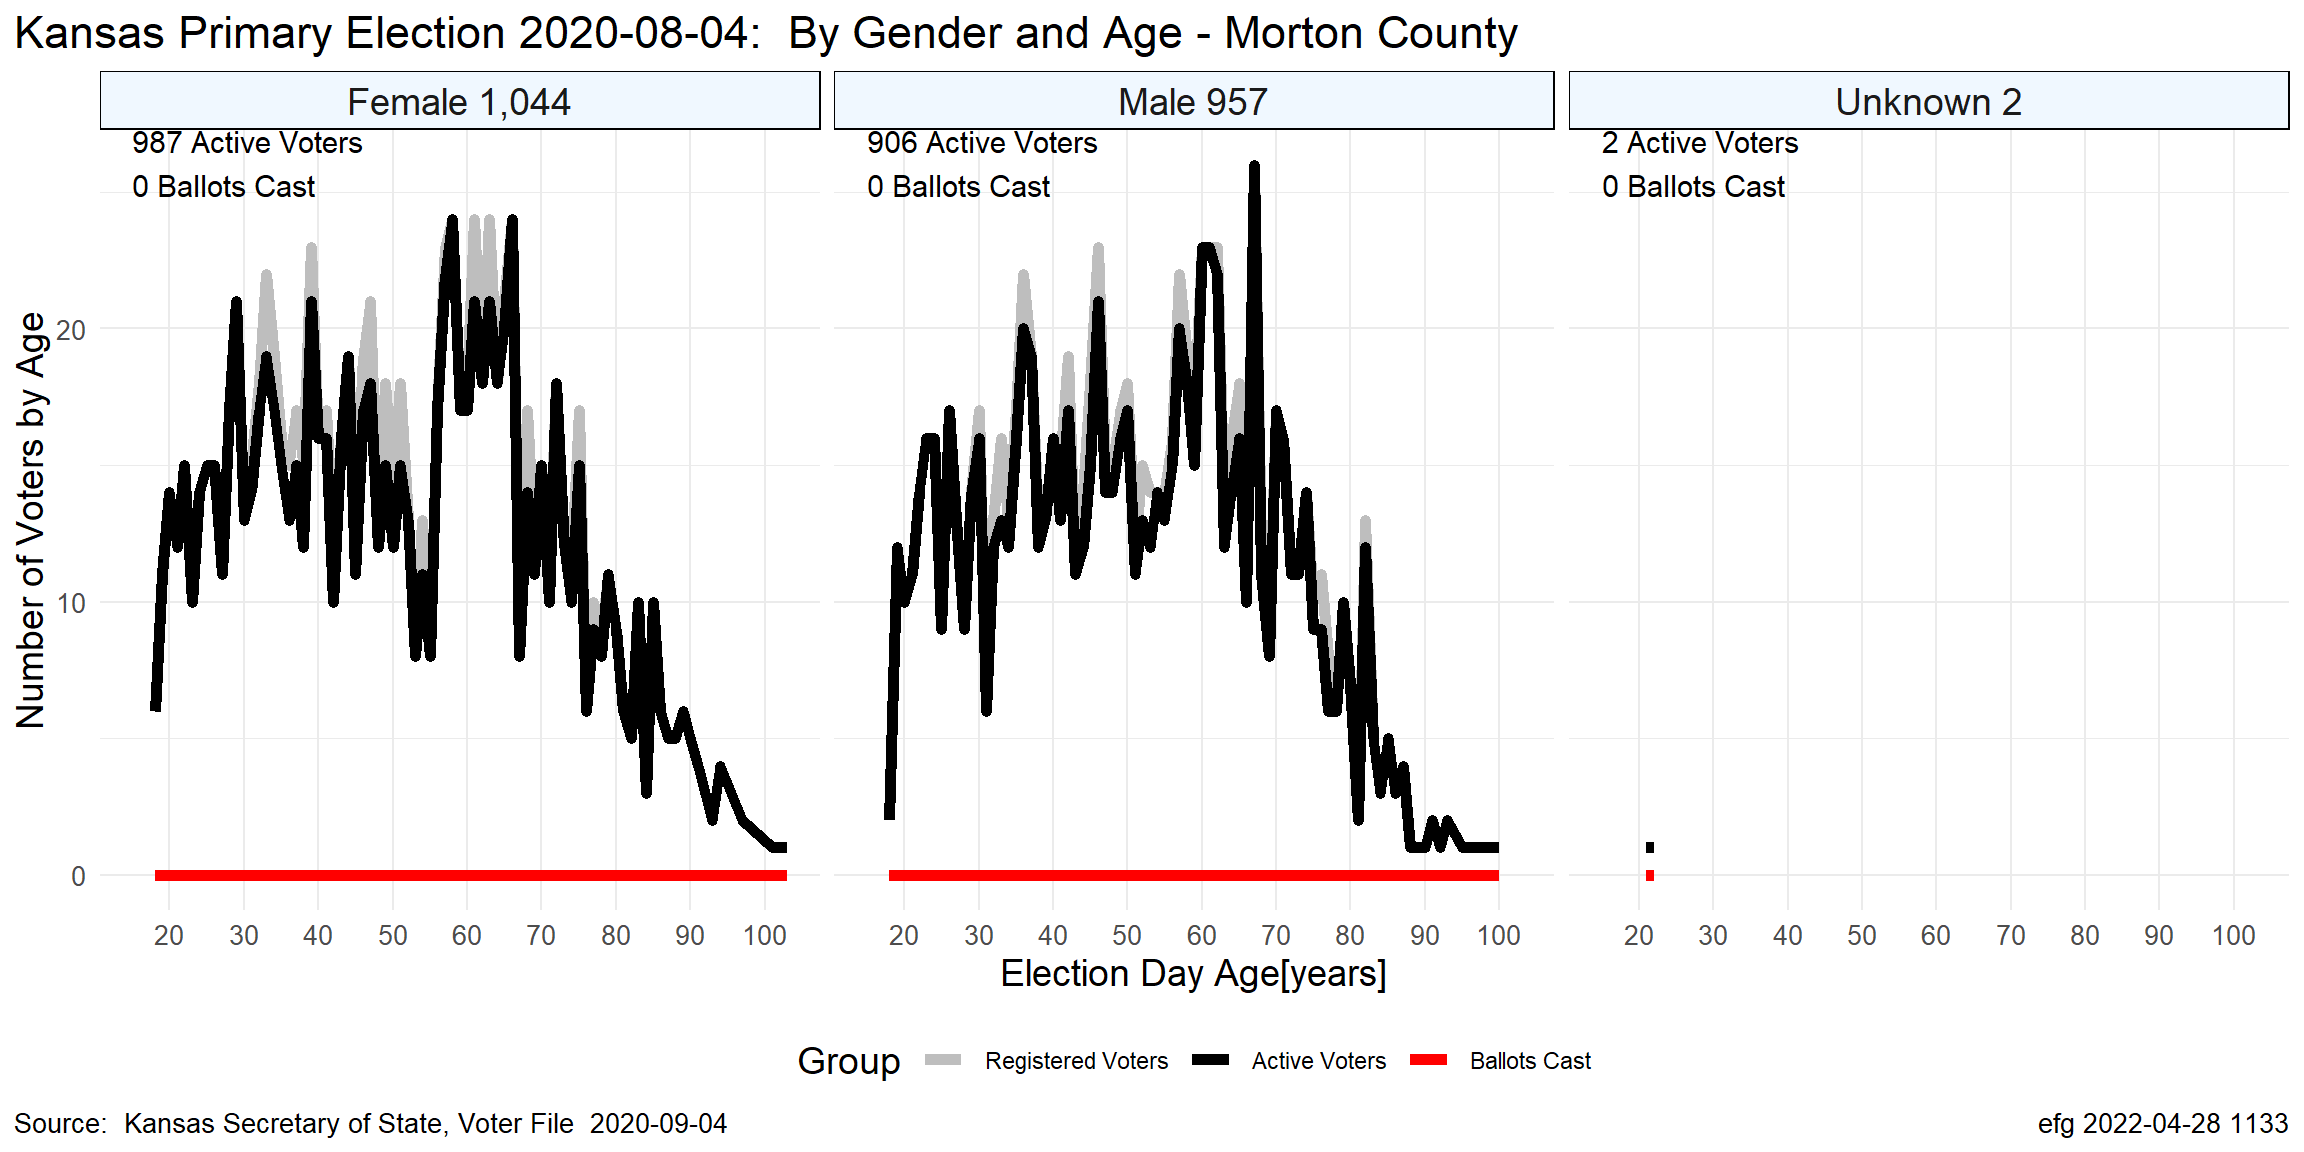 Kansas Primary Election 2020-08-04:  By Gender and Age - Morton County
Female 1,044
Male 957
Unknown 2
987 Active Voters
0 Ballots Cast
906 Active Voters
0 Ballots Cast
2 Active Voters
0 Ballots Cast
Number of Voters by Age
20
10
0
20 30 40 50 60 70 80 90 100
20 30 40 50 60 70 80 90 100
20 30 40 50 60 70 80 90 100
Election Day Age[years]
Group Registered Voters Active Voters Ballots Cast
Source:  Kansas Secretary of State, Voter File  2020-09-04
efg 2022-04-28 1133